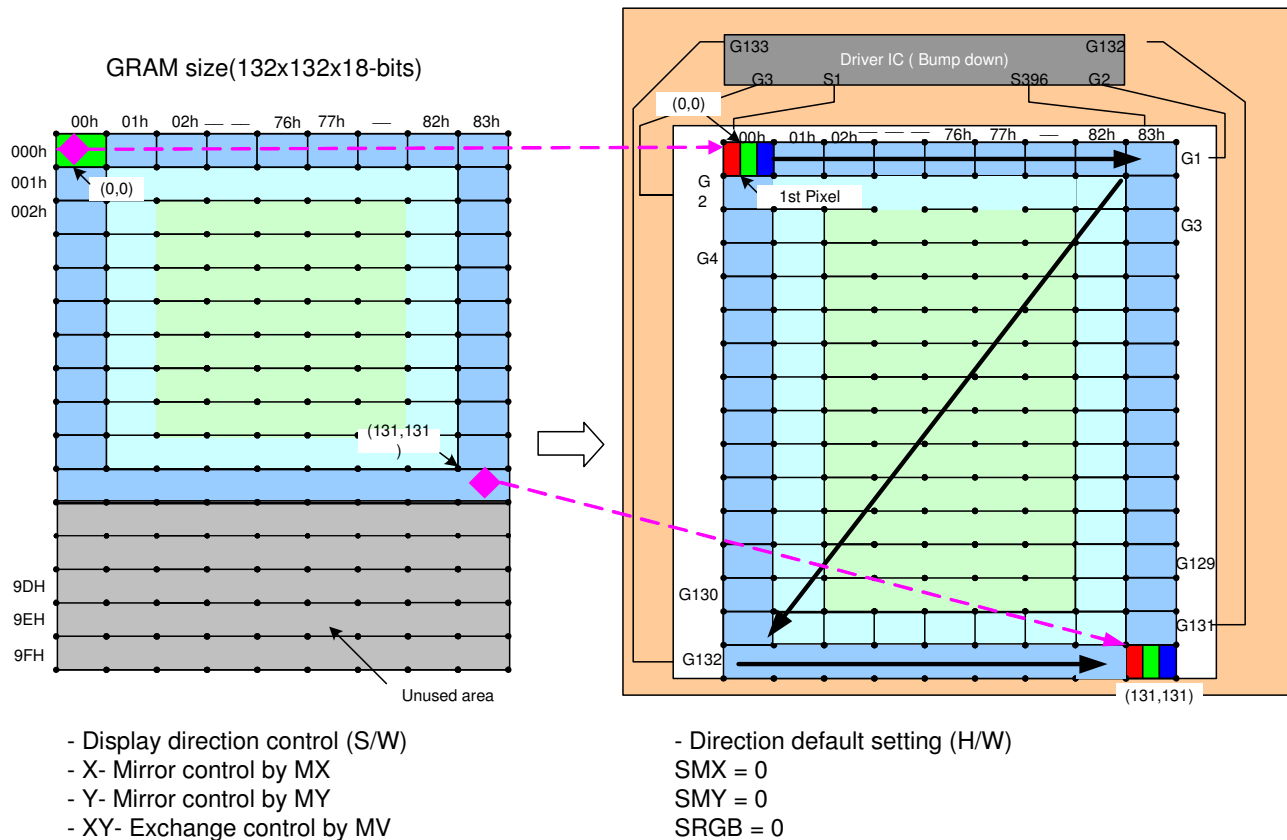 GRAM size(132x132x18-bits)
00h 01h 02h — — 76h 77h — 82h 83h
000h
001h
002h
(0,0)
(131,131
)
9DH
9EH
9FH
Unused area
- Display direction control (S/W)
- X- Mirror control by MX
- Y- Mirror control by MY
- XY- Exchange control by MV
G133 G132
Driver IC ( Bump down)
G3 S1 S396 G2
(0,0)
00h 01h 02h — — — 76h 77h — 82h 83h
G1
G
2
1st Pixel
G3
G4
G129
G130
G131
G132
(131,131)
- Direction default setting (H/W)
SMX = 0
SMY = 0
SRGB = 0